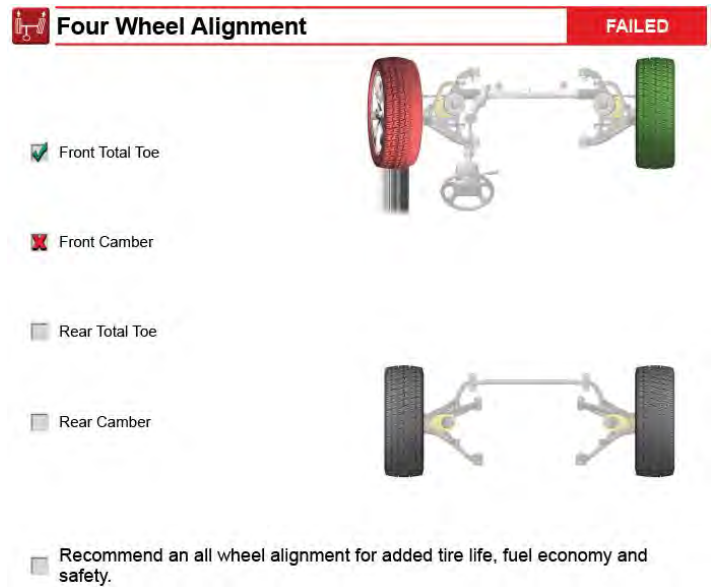 Four Wheel Alignment
FAILED
Front Total Toe
Front Camber
Rear Total Toe
Rear Camber
Recommend an all wheel alignment for added tire life, fuel economy and
safety.